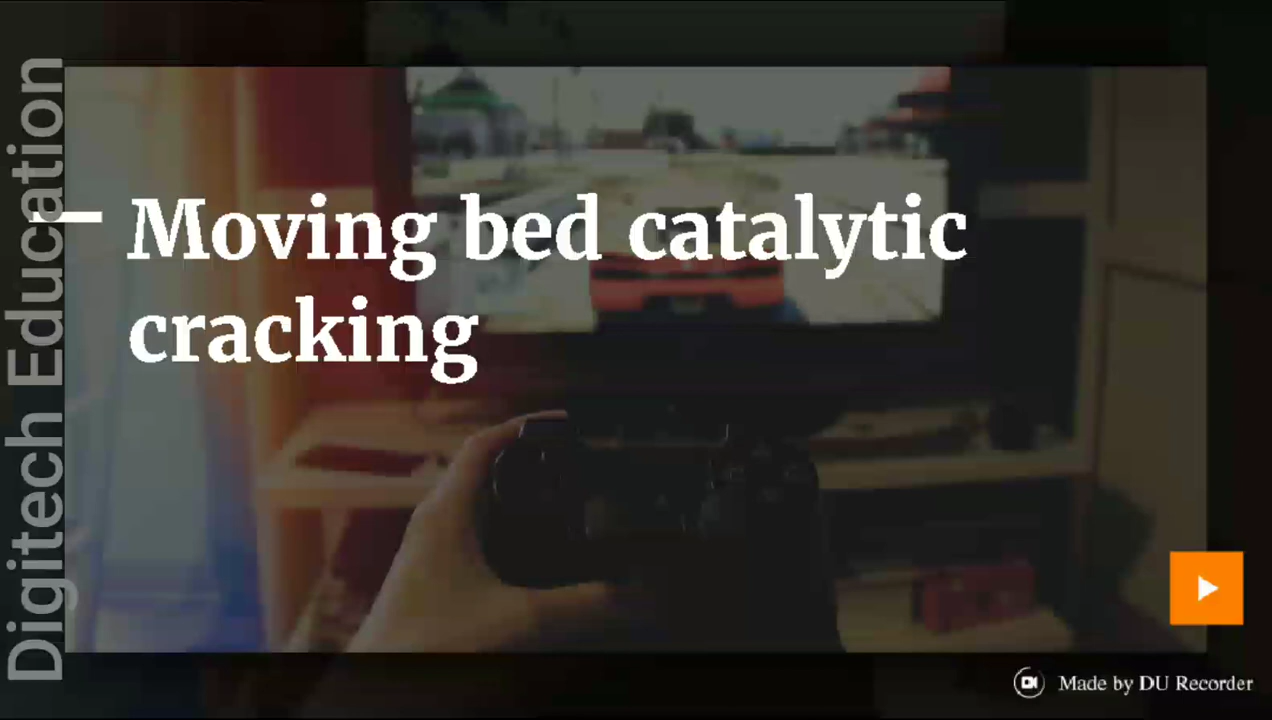 Digitech Education
Moving bed catalytic
cracking
Made by DU Recorder